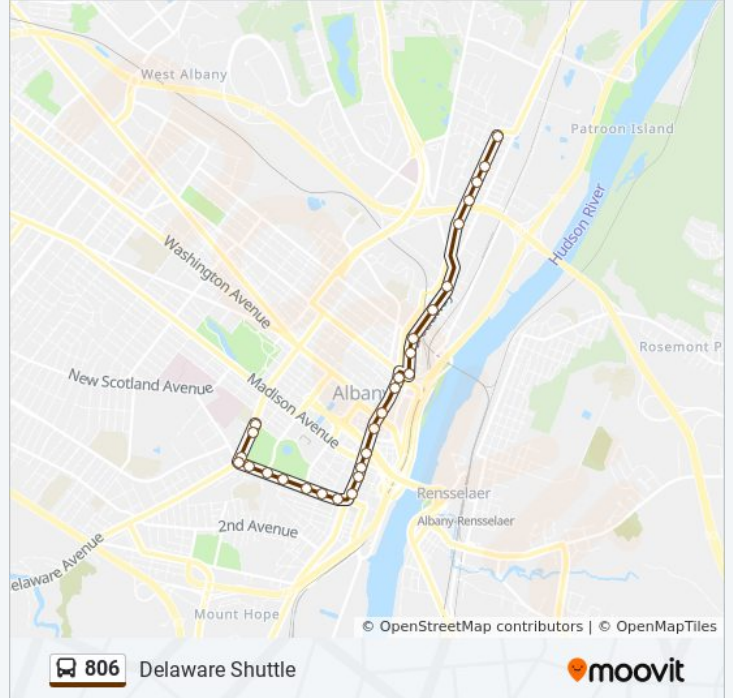 West Albany
Patroon Island
Hudson River
Washington Avenue
Rosemont P
New Scotland Avenue
Madison Avenue
Alban
Rensselaer
Albany-Rensselaer
2nd Avenue
elaware Avenue
Mount Hope
© OpenStreetMap contributors | © OpenMapTiles
806 Delaware Shuttle
moovit